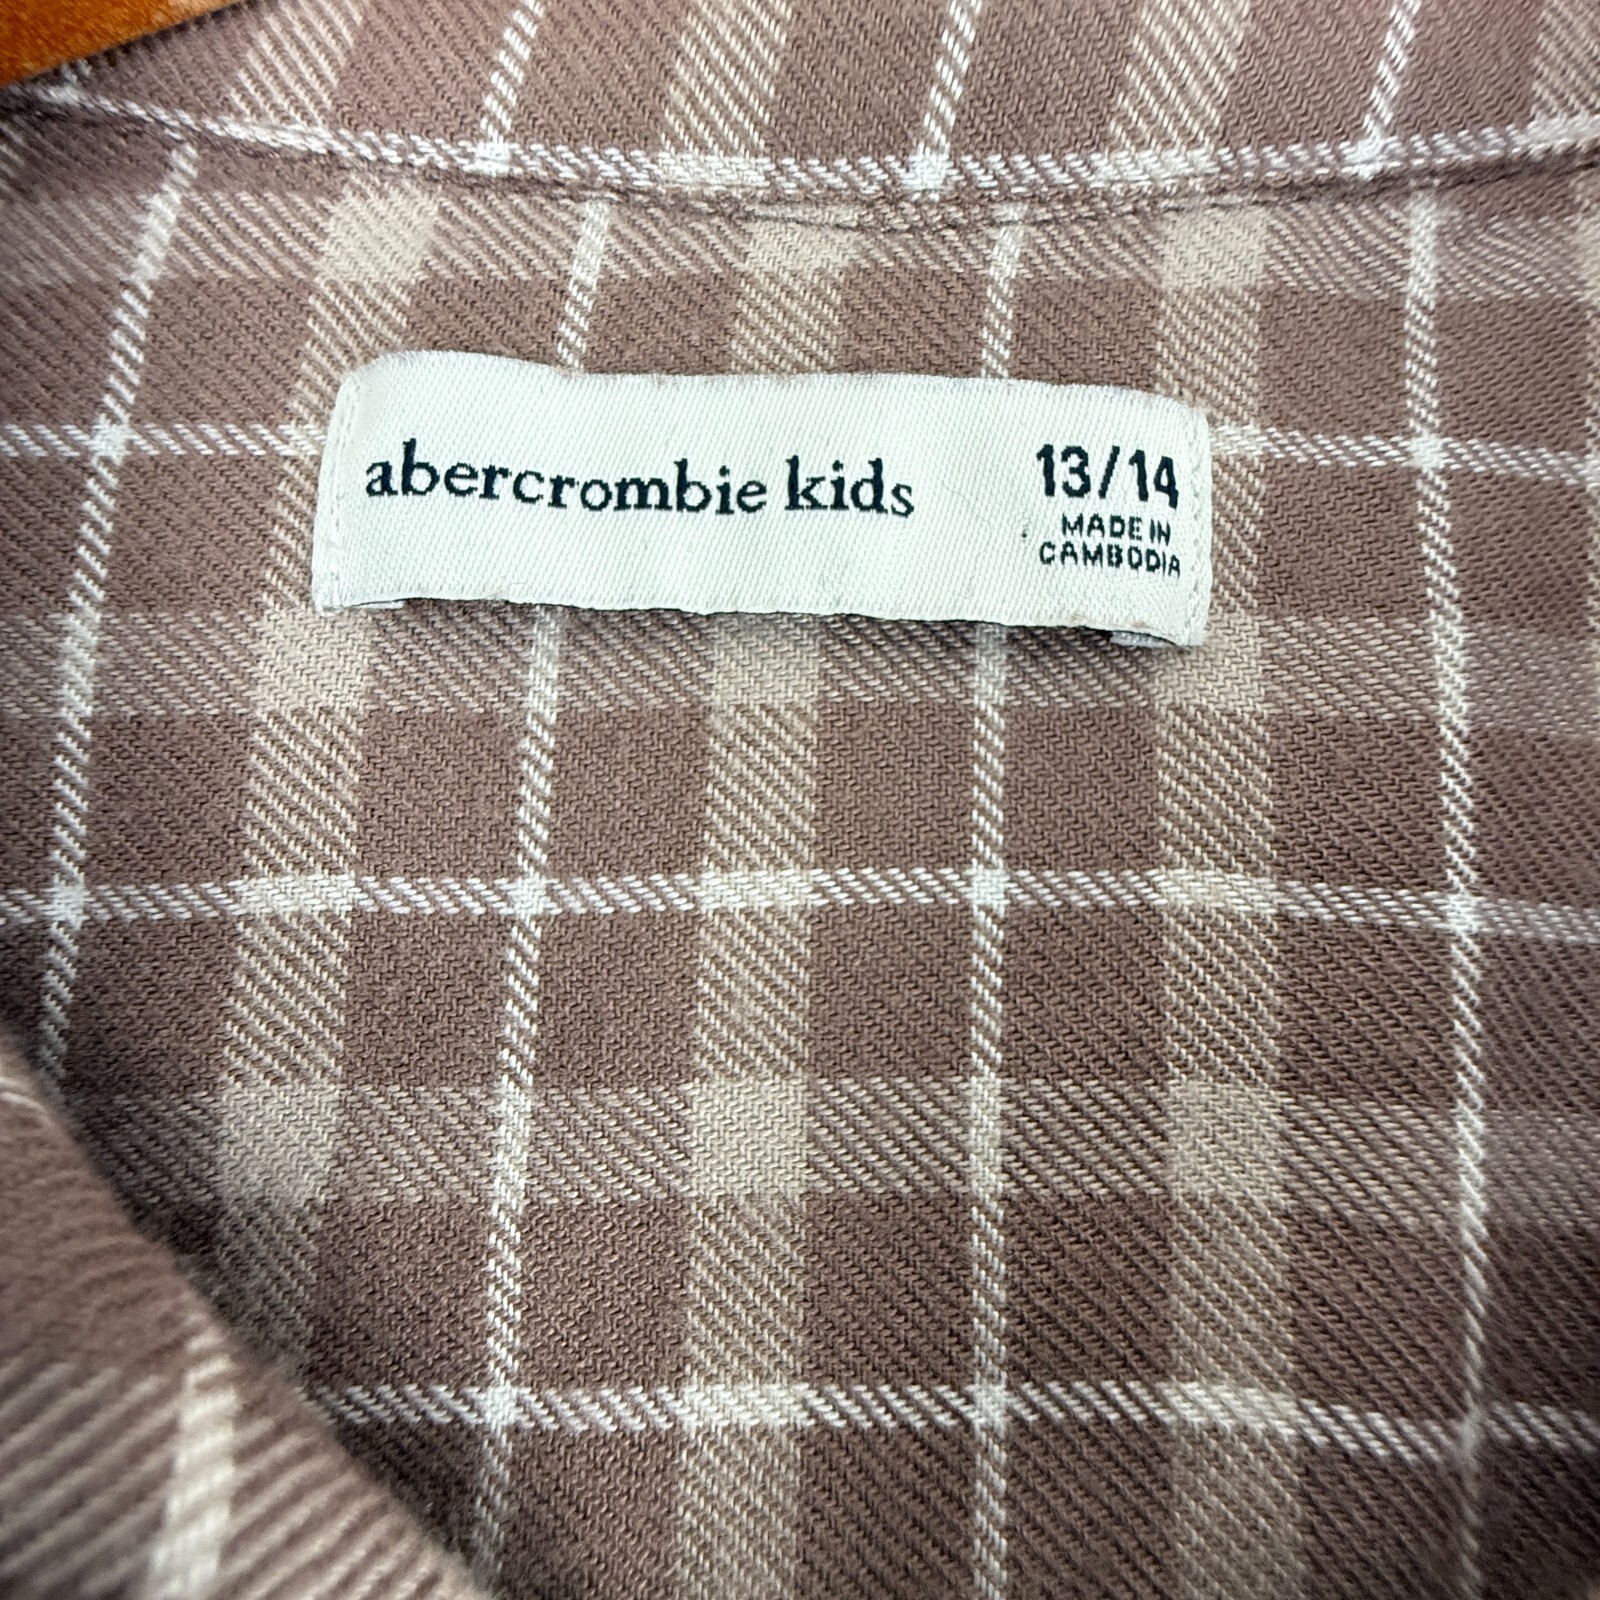 abercrombie kids
13/14
MADE IN
CAMBODIA